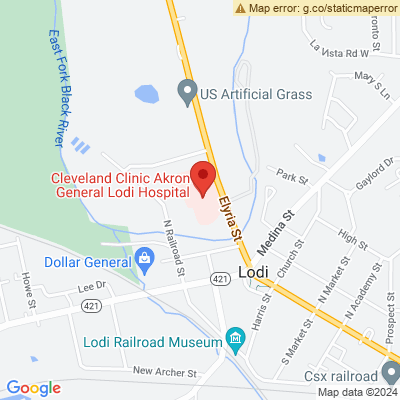 Map error: g.co/staticmaperror
La Vista Rd W
Toronto St
Mary's Ln
East Fork Black River
US Artificial Grass
Cleveland Clinic Akron
General Lodi Hospital
Park St
Gaylord Dr
Elyria St
Medina St
N Railroad St
Church St
High St
Dollar General
Howe St
Lee Dr
421
421
Lodi
N Market St
N Academy St
Prospect St
Harris St
S Market St
Lodi Railroad Museum
New Archer St
Csx railroad
Google
Map data ©2024